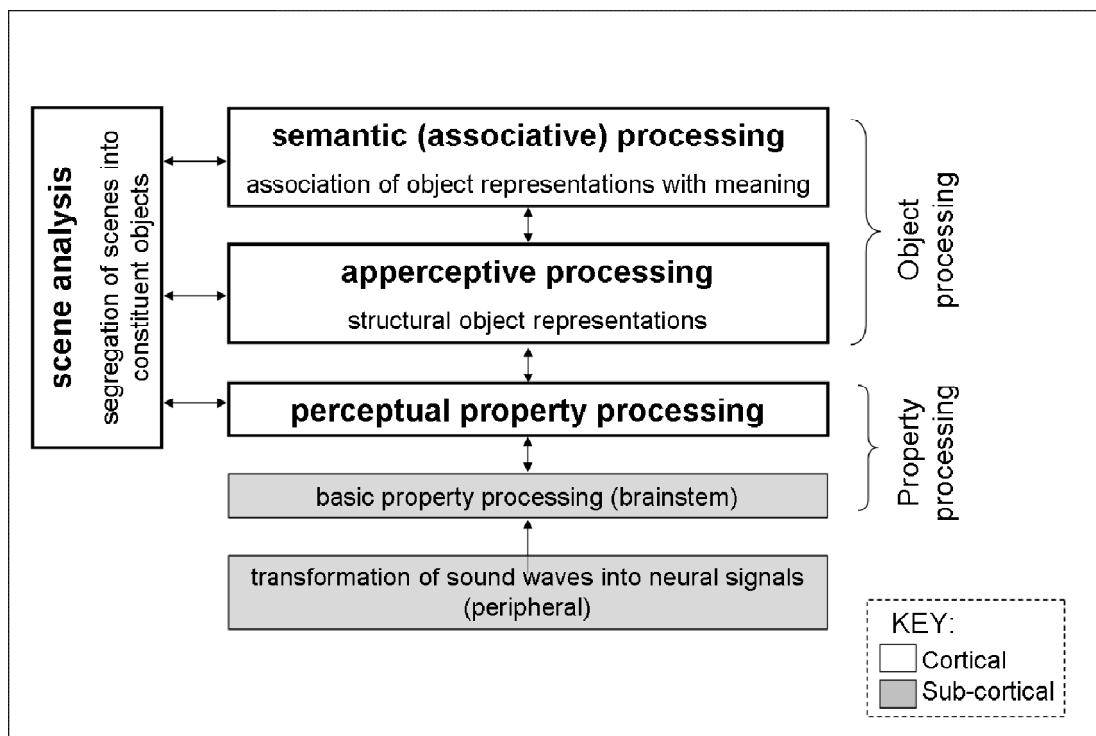 scene analysis
segregation of scenes into
constituent objects
semantic (associative) processing
association of object representations with meaning
apperceptive processing
structural object representations
perceptual property processing
basic property processing (brainstem)
transformation of sound waves into neural signals
(peripheral)
Object
processing
Property
processing
KEY:
Cortical
Sub-cortical